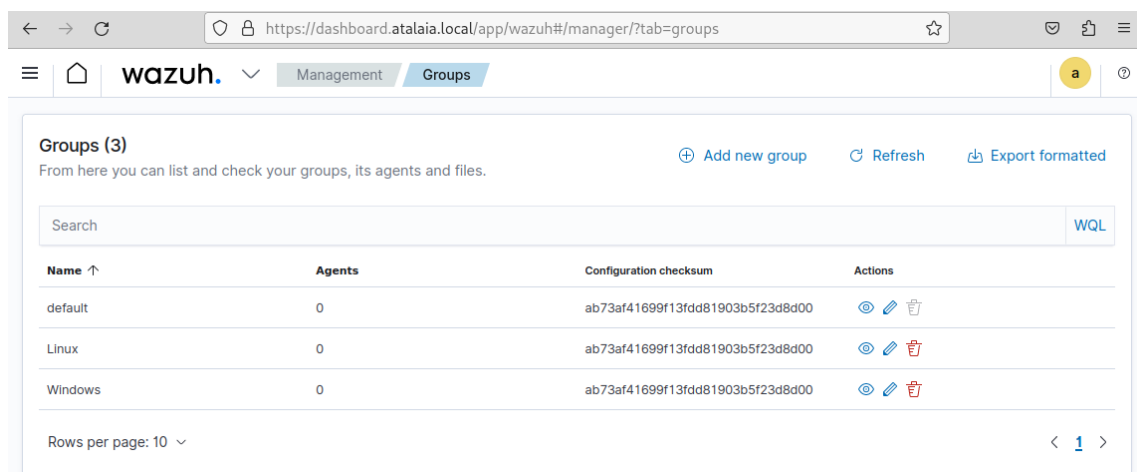 https://dashboard.atalaia.local/app/wazuh#/manager/?tab=groups
wazuh. Management Groups a
Groups (3)
From here you can list and check your groups, its agents and files.
Add new group Refresh Export formatted
Search WQL
Name Agents Configuration checksum Actions
default 0 ab73af41699f13fdd81903b5f23d8d00
Linux 0 ab73af41699f13fdd81903b5f23d8d00
Windows 0 ab73af41699f13fdd81903b5f23d8d00
Rows per page: 10 1